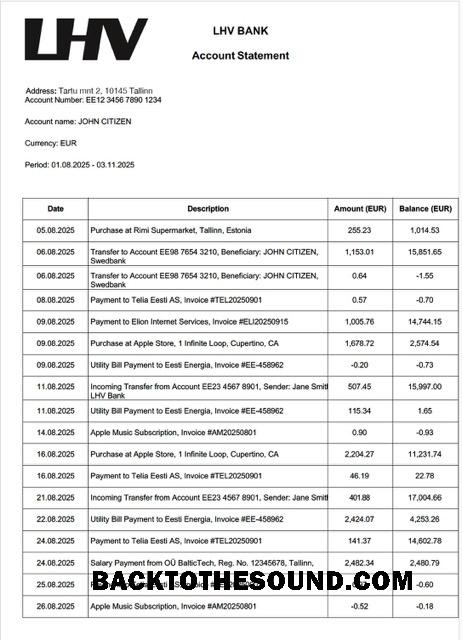 LHV
LHV BANK
Account Statement
Address: Tartu mnt 2, 10145 Tallinn
Account Number: EE12 3456 7890 1234
Account name: JOHN CITIZEN
Currency: EUR
Period: 01.08.2025 - 03.11.2025
Date Description Amount (EUR) Balance (EUR)
05.08.2025 Purchase at Rimi Supermarket, Tallinn, Estonia 255.23 1,014.53
06.08.2025 Transfer to Account EE98 7654 3210, Beneficiary: JOHN CITIZEN, 1,153.01 15,851.65
Swedbank
06.08.2025 Transfer to Account EE98 7654 3210, Beneficiary: JOHN CITIZEN, 0.64 -1.55
Swedbank
08.08.2025 Payment to Telia Eesti AS, Invoice #TEL20250901 0.57 -0.70
09.08.2025 Payment to Elion Internet Services, Invoice #ELI20250915 1,005.76 14,744.15
09.08.2025 Purchase at Apple Store, 1 Infinite Loop, Cupertino, CA 1,678.72 2,574.54
09.08.2025 Utility Bill Payment to Eesti Energia, Invoice #EE-458962 -0.20 -0.73
11.08.2025 Incoming Transfer from Account EE23 4567 8901, Sender: Jane Smit 507.45 15,997.00
LHV Bank
11.08.2025 Utility Bill Payment to Eesti Energia, Invoice #EE-458962 115.34 1.65
14.08.2025 Apple Music Subscription, Invoice #AM20250801 0.90 -0.93
16.08.2025 Purchase at Apple Store, 1 Infinite Loop, Cupertino, CA 2,204.27 11,231.74
16.08.2025 Payment to Telia Eesti AS, Invoice #TEL20250901 46.19 22.78
21.08.2025 Incoming Transfer from Account EE23 4567 8901, Sender: Jane Smit 401.88 17,004.66
22.08.2025 Utility Bill Payment to Eesti Energia, Invoice #EE-458962 2,424.07 4,253.26
24.08.2025 Payment to Telia Eesti AS, Invoice #TEL20250901 141.37 14,602.78
24.08.2025 Salary Payment from OÜ BalticTech, Reg. No. 12345678, Tallinn, 2,482.34 2,480.79
BACKTOTHESOUND.COM
25.08.2025 -0.60
26.08.2025 Apple Music Subscription, Invoice #AM20250801 -0.52 -0.18